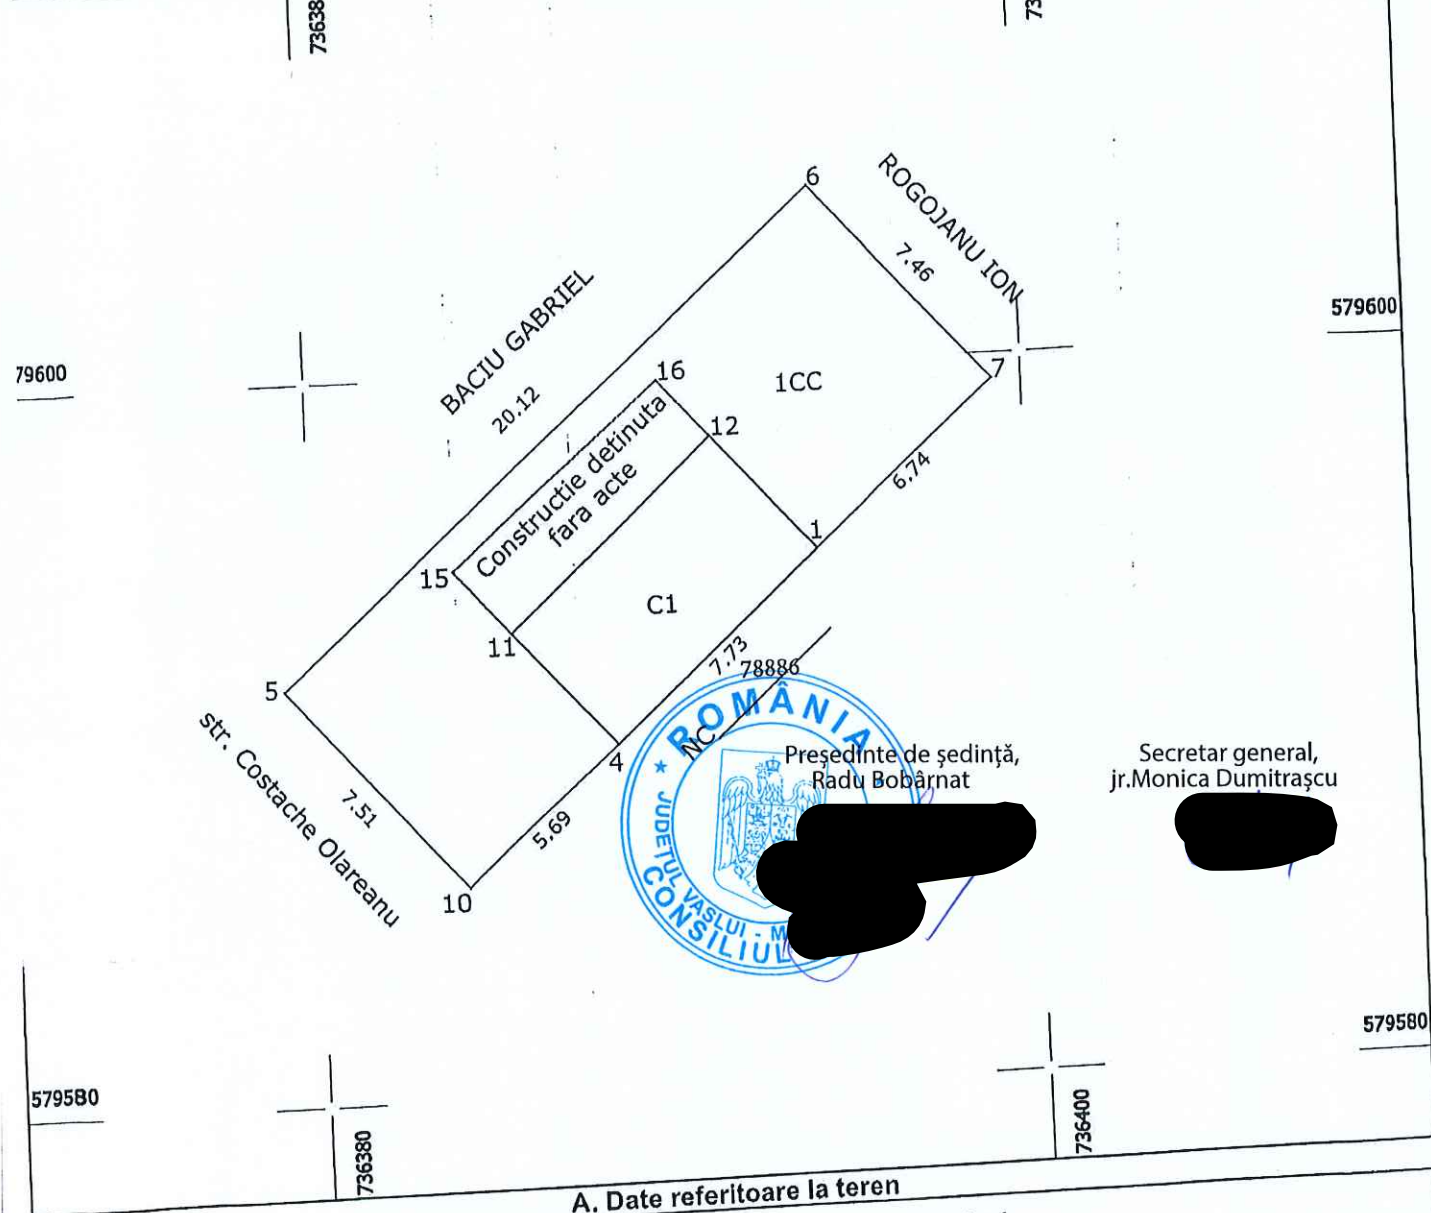 73638
73
6
ROGOJANU ION
7.46
579600
BACIU GABRIEL
20.12
79600
16
1CC
7
12
Constructie detinuta
fara acte
6.74
1
15
C1
11
7.73
78886
5
str. Costache Olareanu
NC
4
7.51
5.69
10
ROMÂNIA
JUDEȚUL VASLUI - M
CONSILIUL
Președinte de ședință,
Radu Bobârnat
Secretar general,
jr.Monica Dumitrașcu
579580
579580
736380
736400
A. Date referitoare la teren